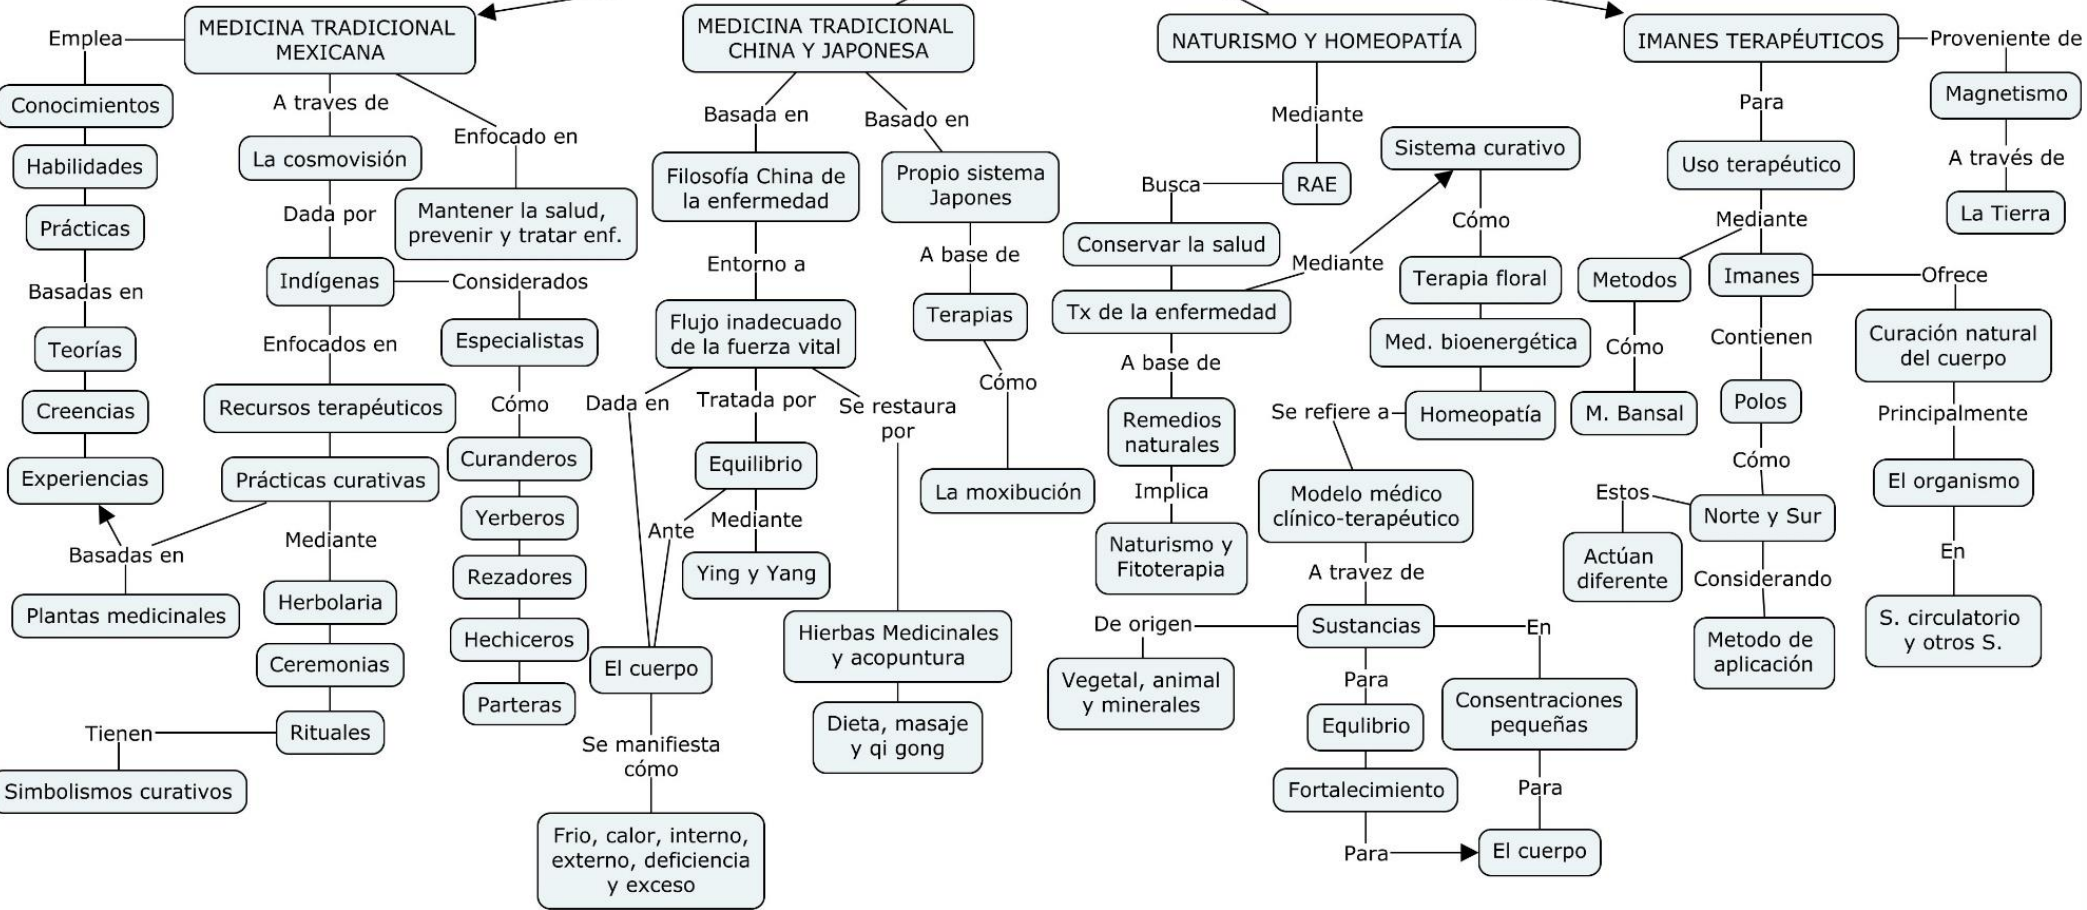 MEDICINA TRADICIONAL
MEXICANA
Emplea
Conocimientos
Habilidades
Prácticas
Basadas en
Teorías
Creencias
Experiencias
A traves de
La cosmovisión
Dada por
Indígenas
Enfocados en
Recursos terapéuticos
Prácticas curativas
Basadas en
Plantas medicinales
Mediante
Herbolaria
Ceremonias
Rituales
Tienen
Simbolismos curativos
Enfocado en
Mantener la salud,
prevenir y tratar enf.
Considerados
Especialistas
Cómo
Curanderos
Yerberos
Rezadores
Hechiceros
Parteras
MEDICINA TRADICIONAL
CHINA Y JAPONESA
Basada en
Filosofía China de
la enfermedad
Entorno a
Flujo inadecuado
de la fuerza vital
Dada en
Tratada por
Equilibrio
Ante
Mediante
Ying y Yang
El cuerpo
Se manifiesta
cómo
Frio, calor, interno,
externo, deficiencia
y exceso
Se restaura
por
Hierbas Medicinales
y acopuntura
Dieta, masaje
y qi gong
Basado en
Propio sistema
Japones
A base de
Terapias
Cómo
La moxibución
NATURISMO Y HOMEOPATÍA
Mediante
RAE
Busca
Conservar la salud
Tx de la enfermedad
A base de
Remedios
naturales
Implica
Naturismo y
Fitoterapia
Mediante
Sistema curativo
Cómo
Terapia floral
Med. bioenergética
Homeopatía
Se refiere a
Modelo médico
clínico-terapéutico
A travez de
Sustancias
De origen
Vegetal, animal
y minerales
Para
Equlibrio
Fortalecimiento
Para
En
Consentraciones
pequeñas
Para
El cuerpo
IMANES TERAPÉUTICOS
Proveniente de
Magnetismo
A través de
La Tierra
Para
Uso terapéutico
Mediante
Metodos
Cómo
M. Bansal
Imanes
Contienen
Polos
Cómo
Norte y Sur
Estos
Actúan
diferente
Considerando
Metodo de
aplicación
Ofrece
Curación natural
del cuerpo
Principalmente
El organismo
En
S. circulatorio
y otros S.